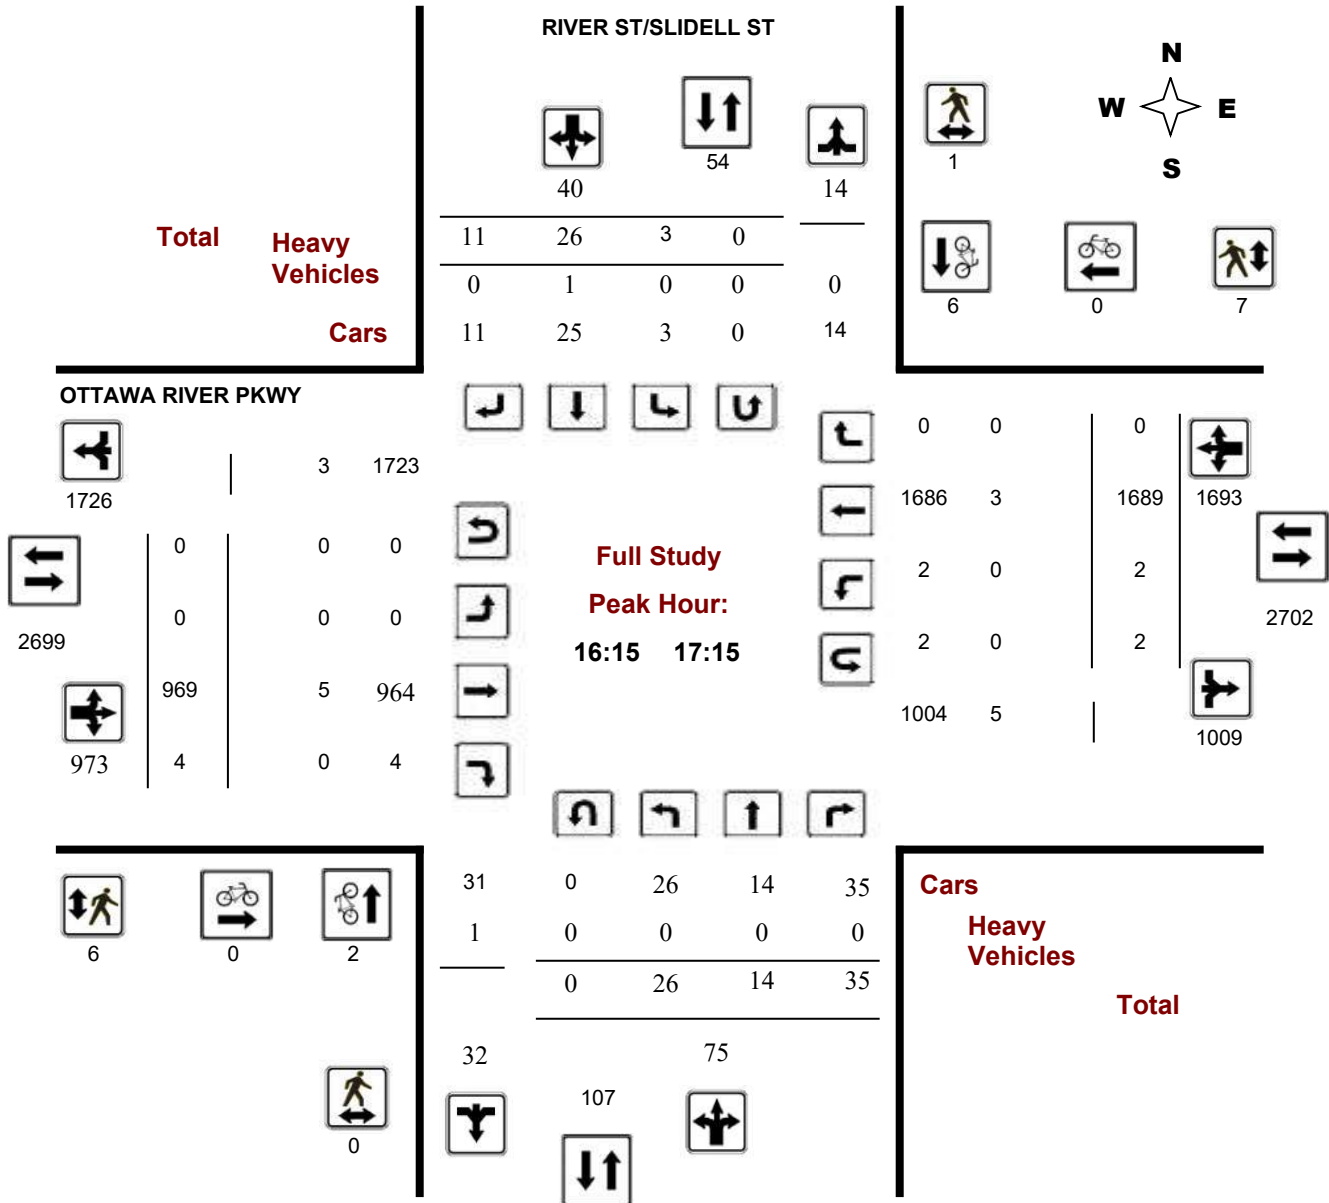 RIVER ST/SLIDELL ST
N
W E
S
54
1
40 14
Total Heavy Vehicles 11 26 3 0
0 1 0 0 0
6 0 7
Cars 11 25 3 0 14
OTTAWA RIVER PKWY
0 0 0
3 1723
1726
1686 3 1689 1693
0 0 0
Full Study
2 0 2
Peak Hour:
0 0 0
2699
16:15 17:15
2 0 2
2702
969 5 964
1004 5
1009
973 4 0 4
31 0 26 14 35
Cars
1 0 0 0 0
Heavy Vehicles
6 0 2
0 26 14 35
Total
32 75
107
0